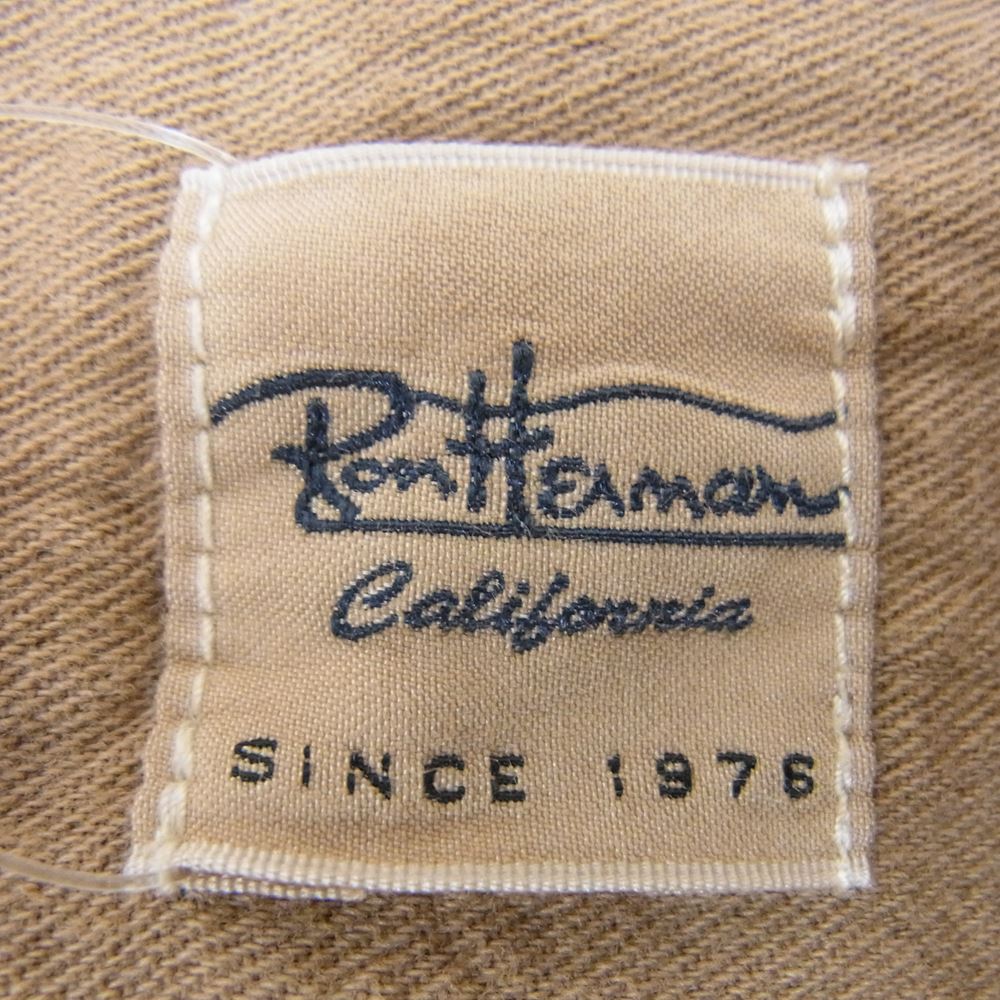 Ron Herman
California
SINCE 1976